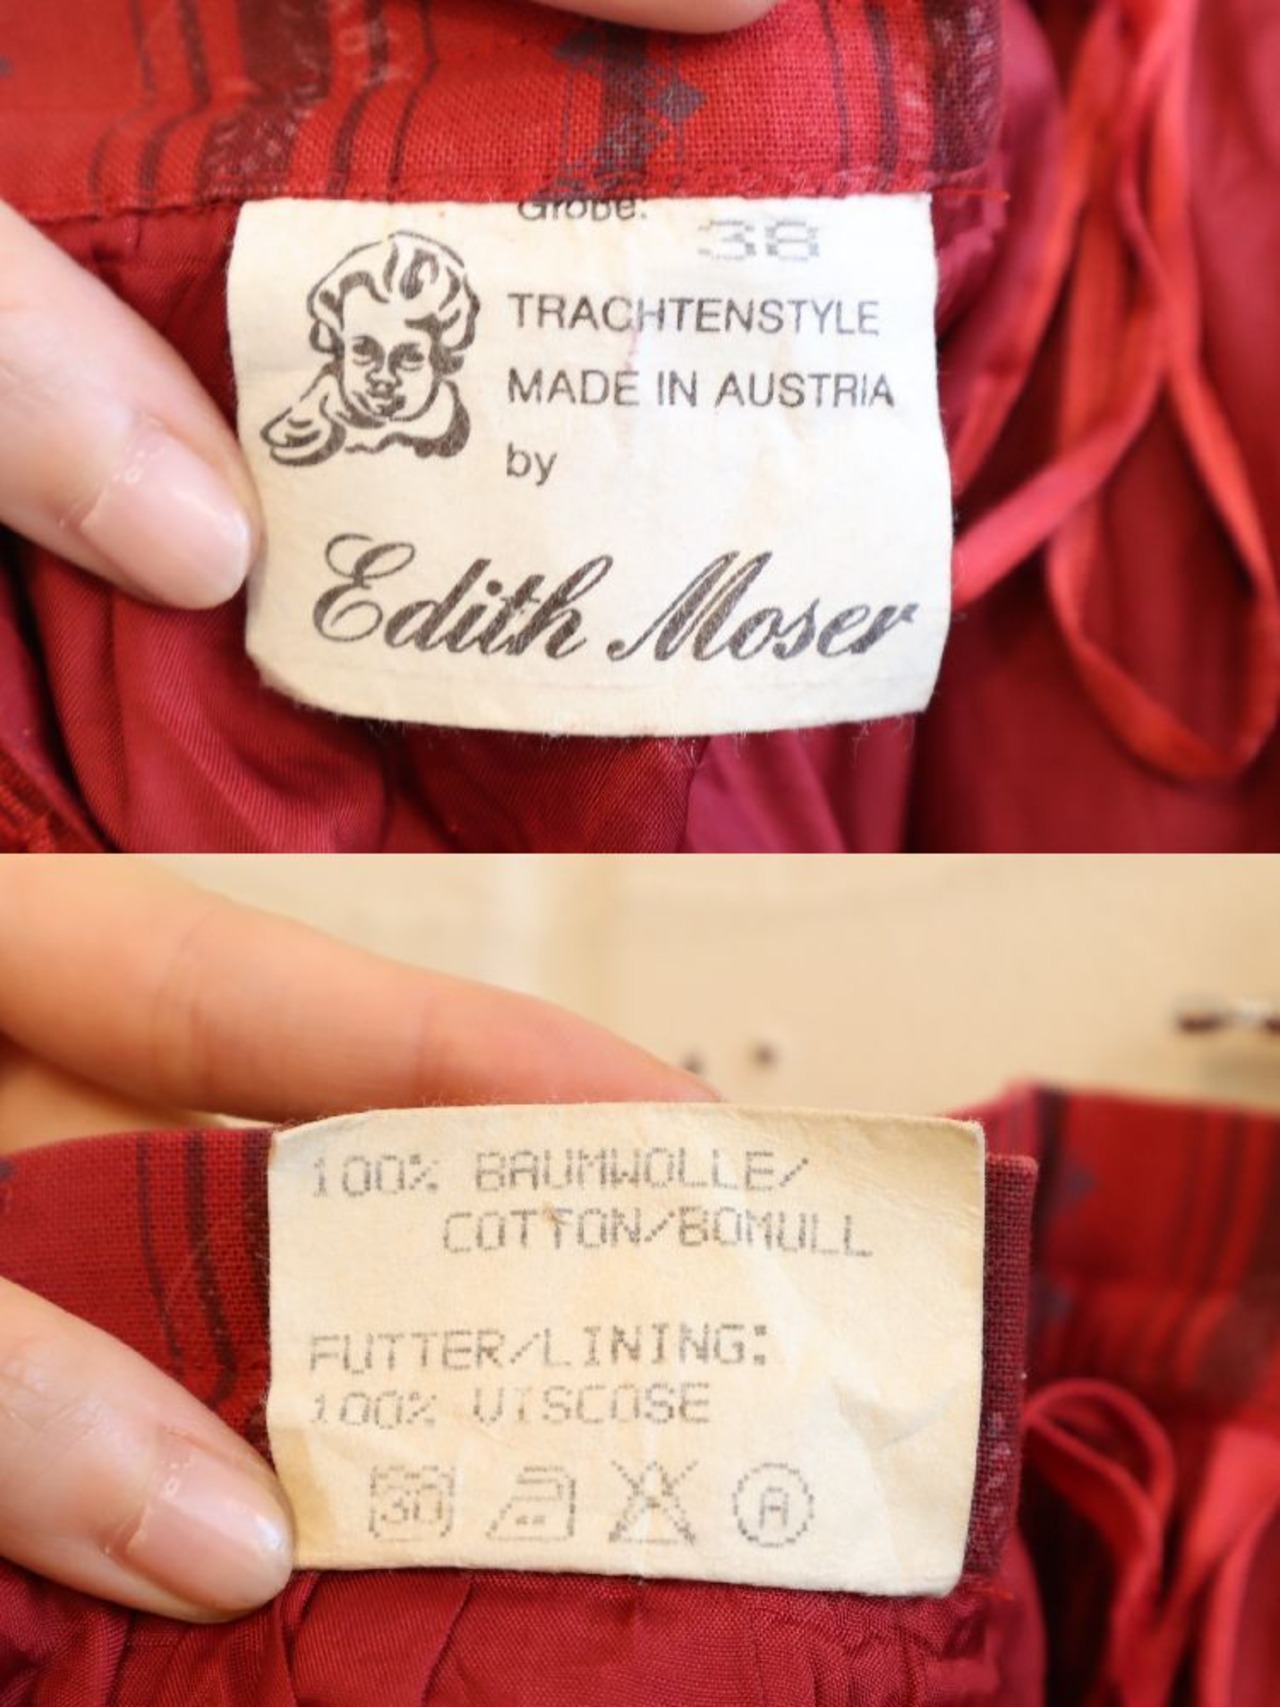 Größe:
38
TRACHTENSTYLE
MADE IN AUSTRIA
by
Edith Moser
100% BAUMWOLLE/
COTTON/BOMULL
FUTTER/LINING:
100% VISCOSE
30
A